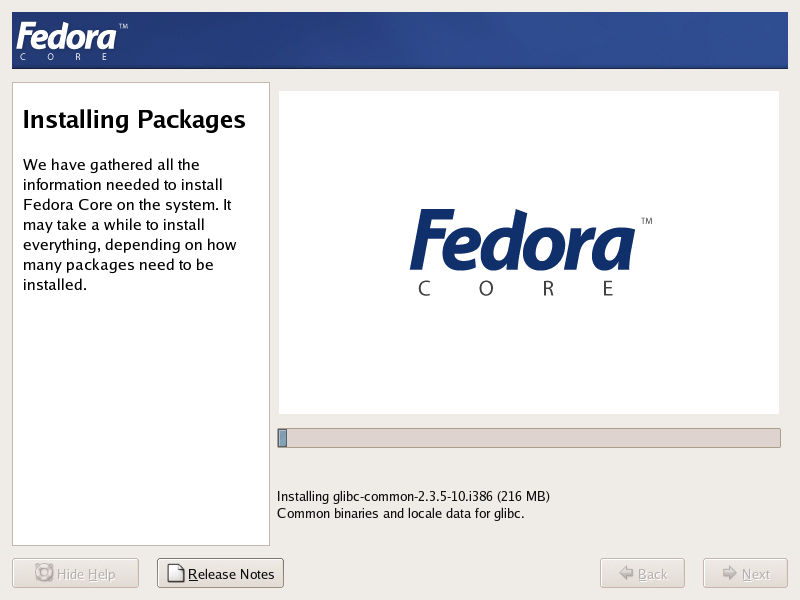 Fedora™
CORE
Installing Packages
We have gathered all the
information needed to install
Fedora Core on the system. It
may take a while to install
everything, depending on how
many packages need to be
installed.
Fedora™
CORE
Installing glibc-common-2.3.5-10.i386 (216 MB)
Common binaries and locale data for glibc.
Hide Help
Release Notes
Back
Next